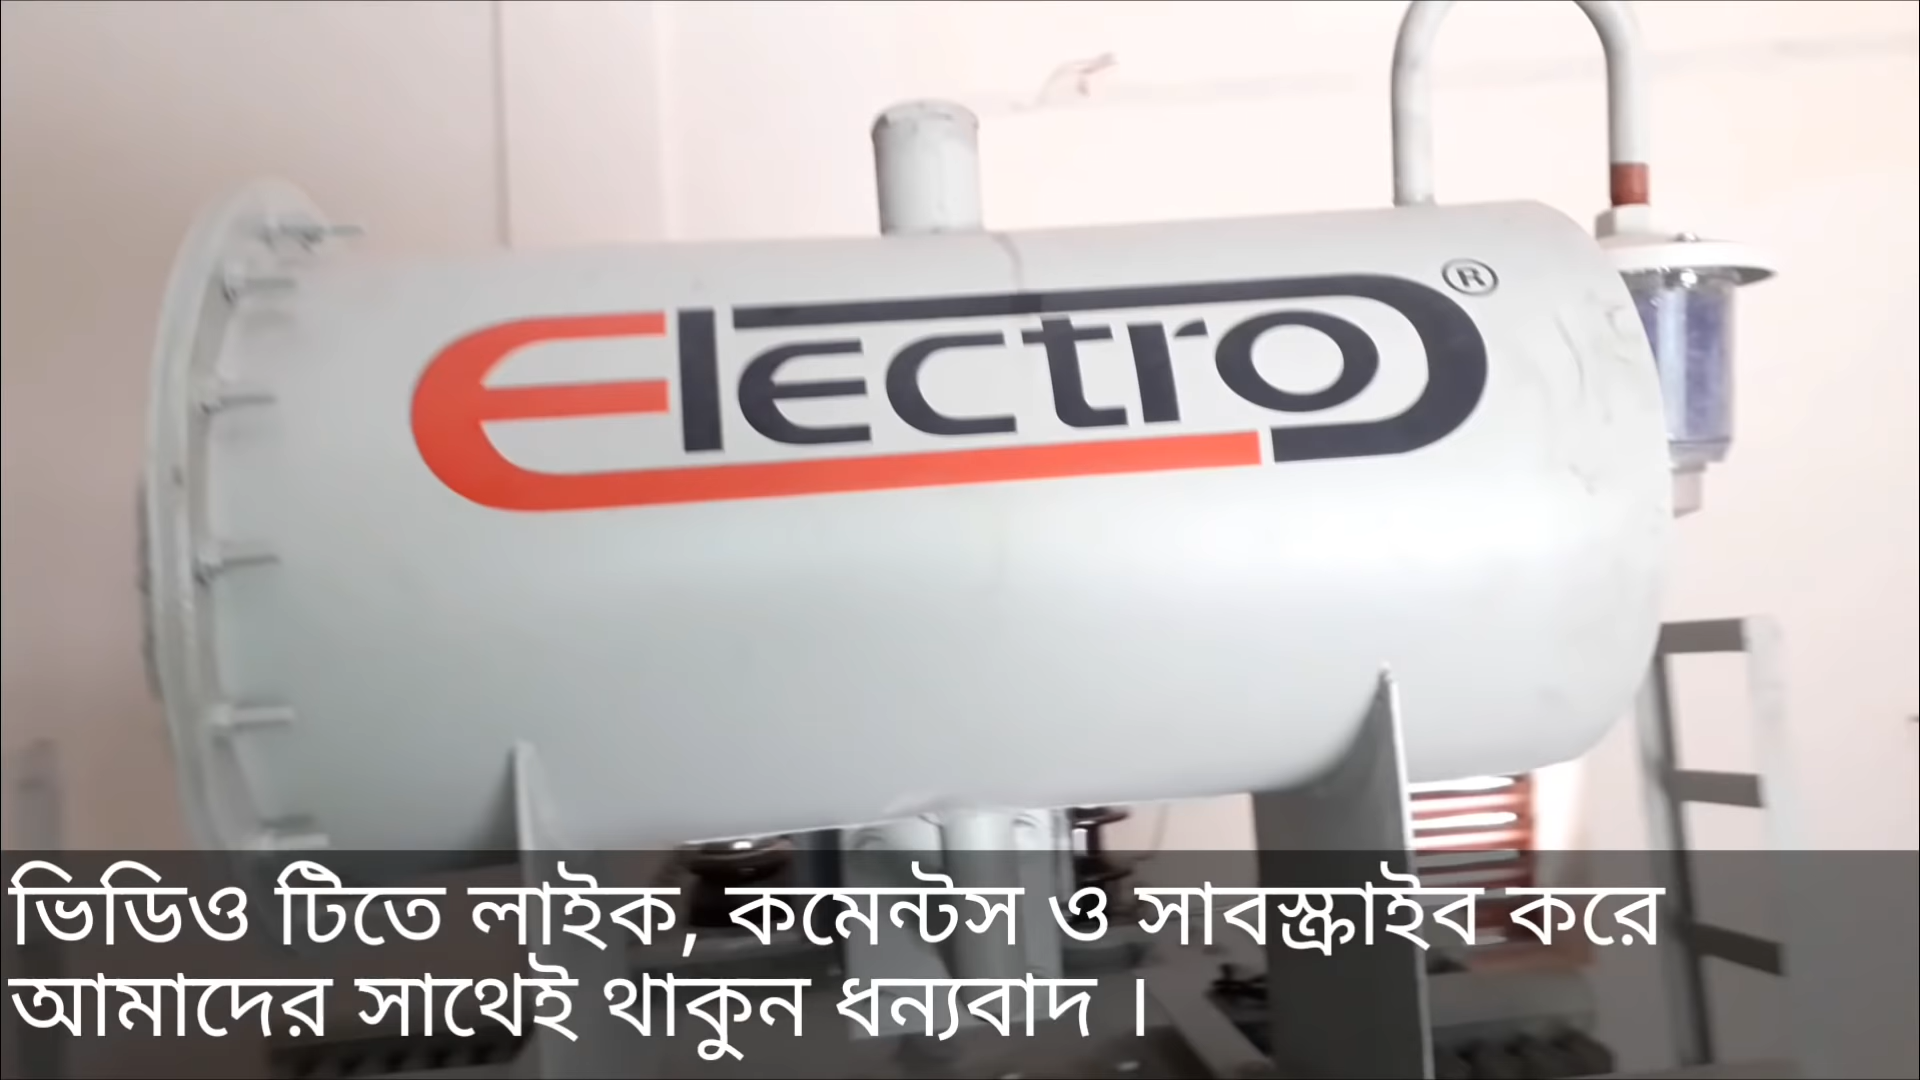 Electro ®
ভিডিও টিতে লাইক, কমেন্টস ও সাবস্ক্রাইব করে
আমাদের সাথেই থাকুন ধন্যবাদ ।